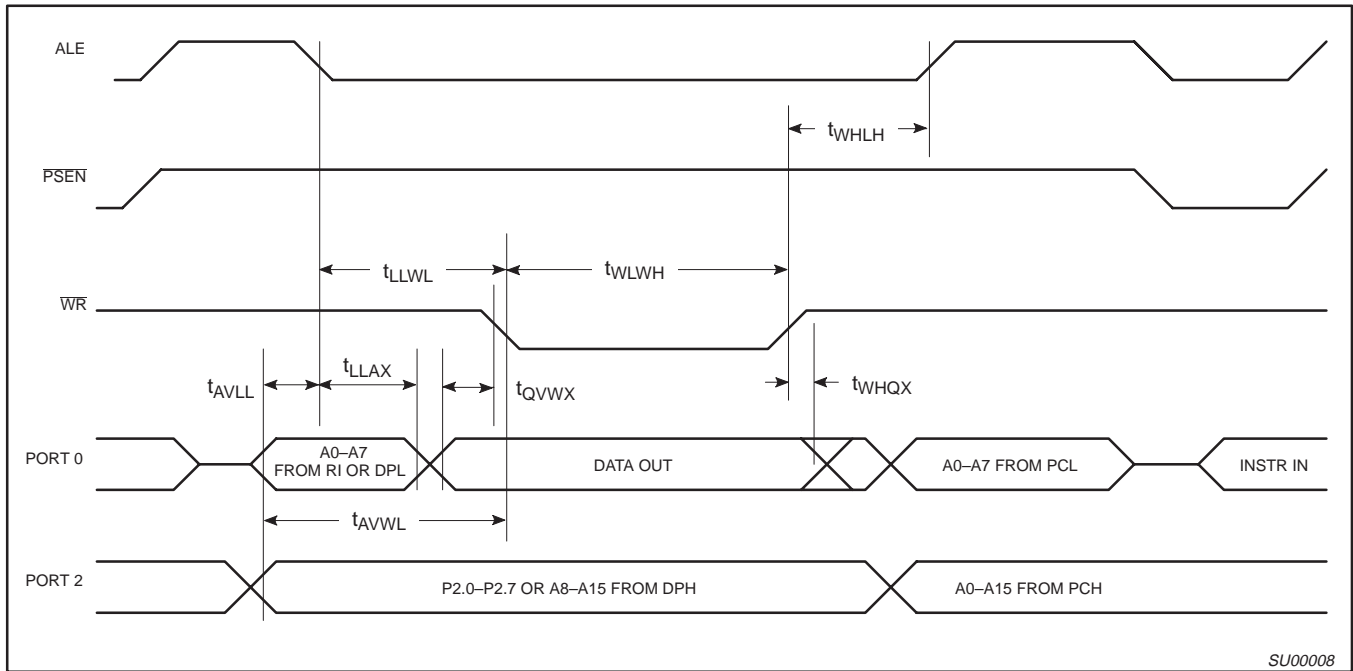 ALE
tWHLH
PSEN
tLLWL
tWLWH
WR
tAVLL
tLLAX
tQVWX
tWHQX
PORT 0
A0–A7
FROM RI OR DPL
DATA OUT
A0–A7 FROM PCL
INSTR IN
tAVWL
PORT 2
P2.0–P2.7 OR A8–A15 FROM DPH
A0–A15 FROM PCH
SU00008